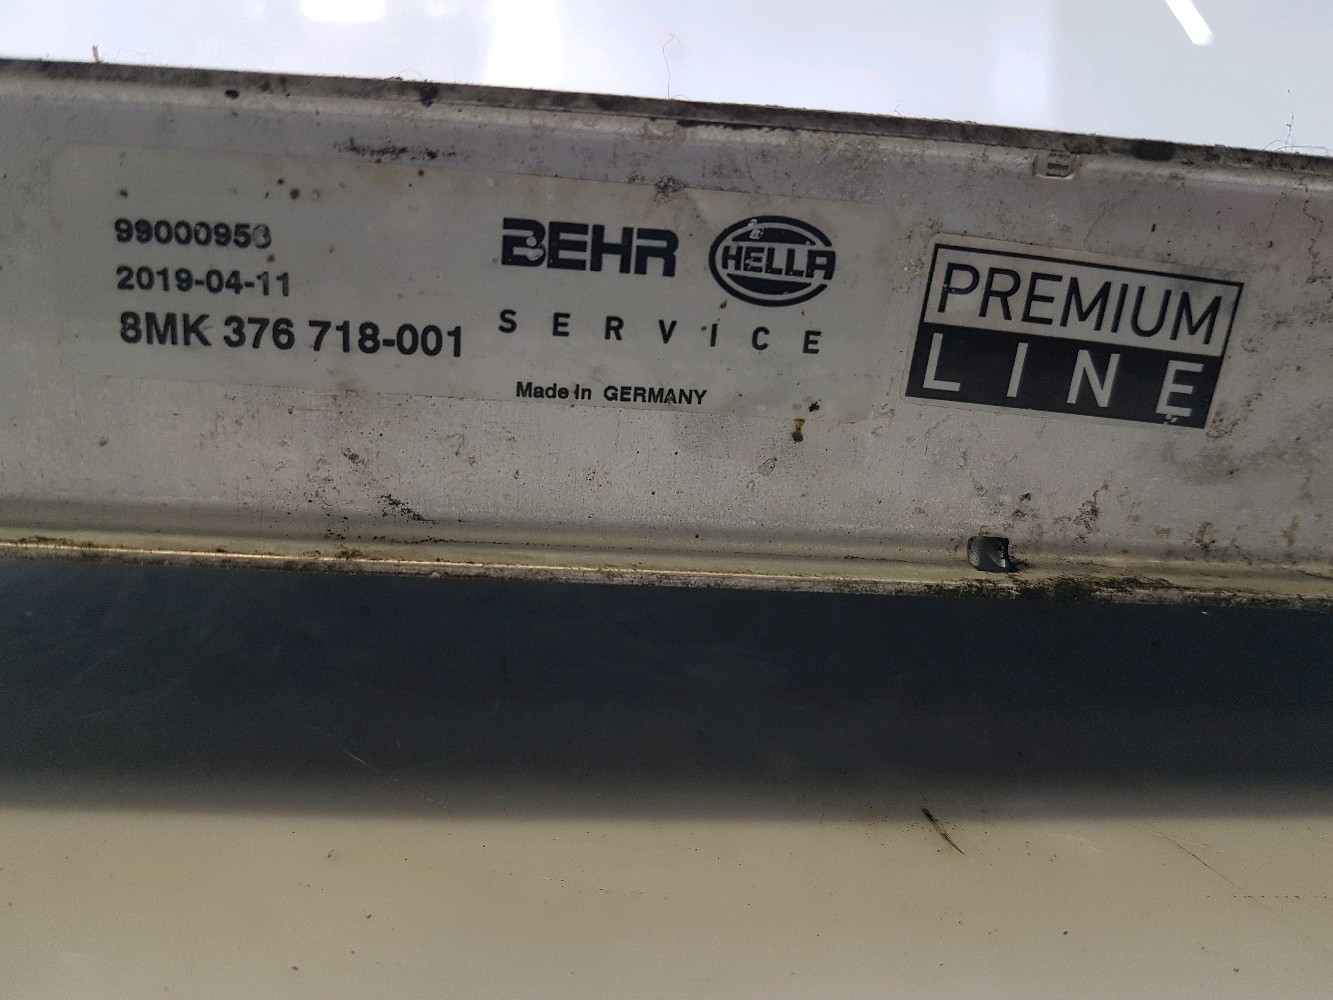 99000956
2019-04-11
8MK 376 718-001
BEHR HELLA
SERVICE
Made in GERMANY
PREMIUM
LINE